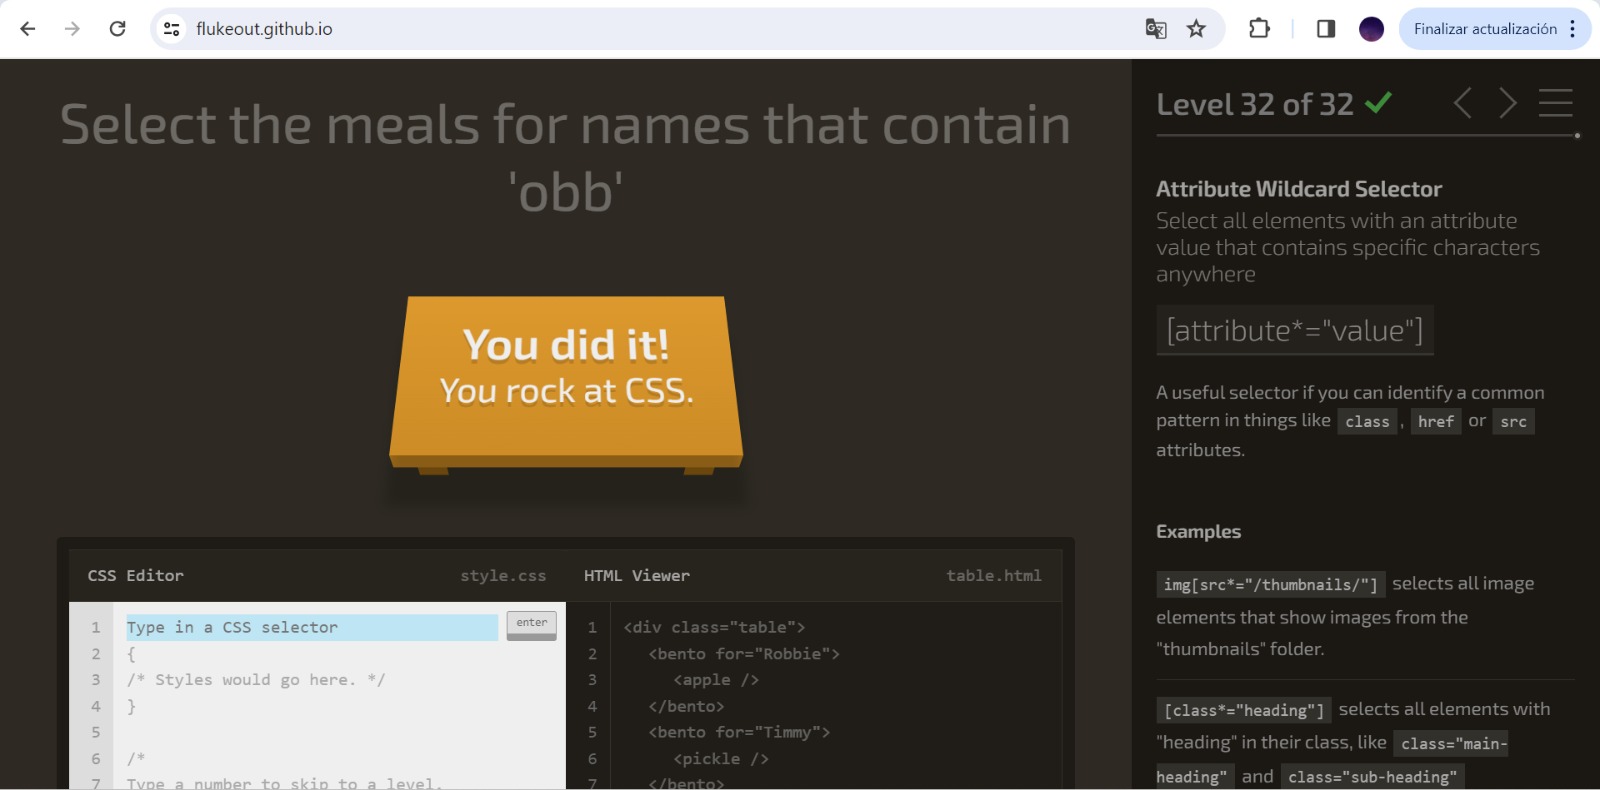 flukeout.github.io
Finalizar actualización
Select the meals for names that contain
'obb'
You did it!
You rock at CSS.
CSS Editor
style.css
HTML Viewer
table.html
1
Type in a CSS selector
enter
2
{
3
/* Styles would go here. */
4
}
5
6
/*
7
Type a number to skip to a level.
1
<div class="table">
2
<bento for="Robbie">
3
<apple />
4
</bento>
5
<bento for="Timmy">
6
<pickle />
7
</bento>
Level 32 of 32
Attribute Wildcard Selector
Select all elements with an attribute
value that contains specific characters
anywhere
[attribute*="value"]
A useful selector if you can identify a common
pattern in things like class , href or src
attributes.
Examples
img[src*="/thumbnails/"] selects all image
elements that show images from the
"thumbnails" folder.
[class*="heading"] selects all elements with
"heading" in their class, like class="main-
heading" and class="sub-heading"